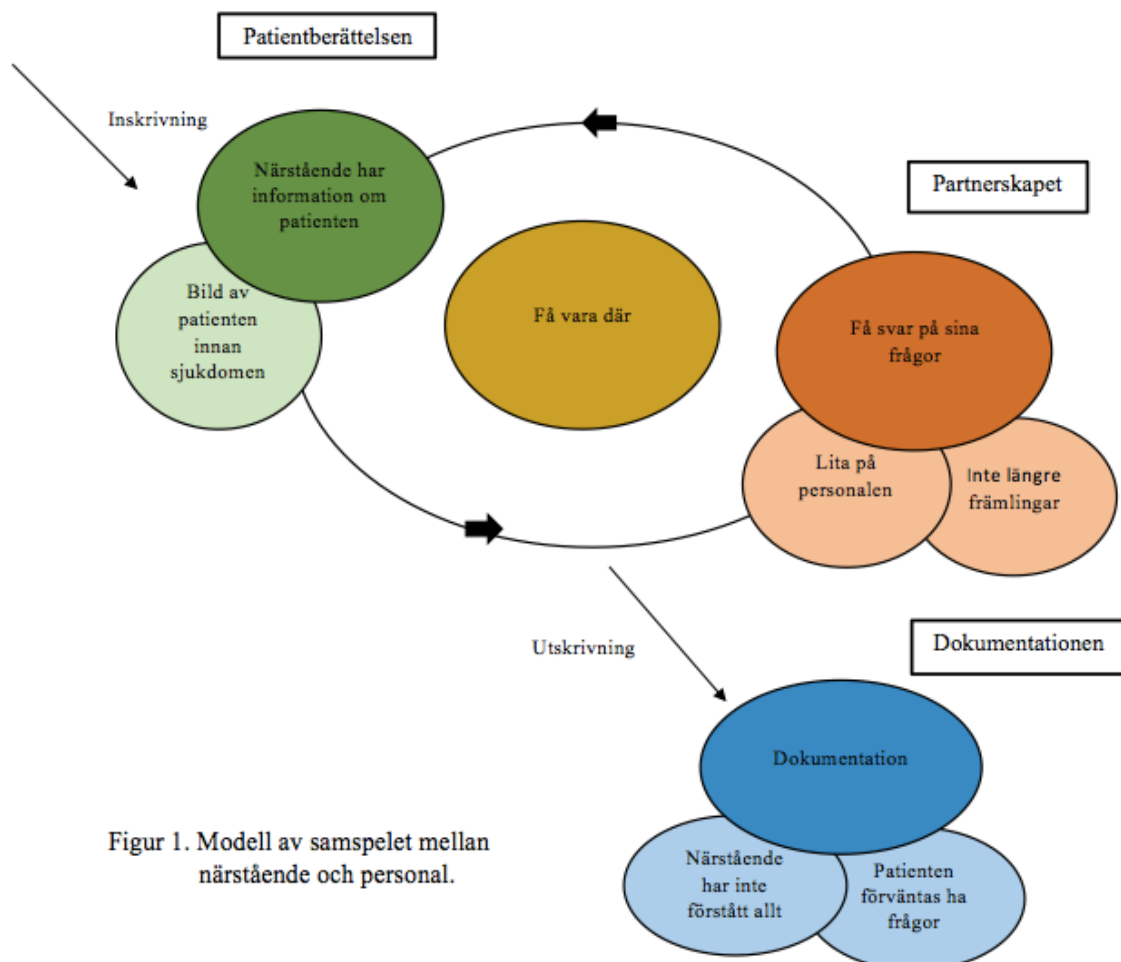 Patientberättelsen
Inskrivning
Närstående har
information om
patienten
Partnerskapet
Bild av
patienten
innan
sjukdomen
Få vara där
Få svar på sina
frågor
Lita på
personalen
Inte längre
främlingar
Utskrivning
Dokumentationen
Dokumentation
Figur 1. Modell av samspelet mellan
närstående och personal.
Närstående
har inte
förstått allt
Patienten
förväntas ha
frågor